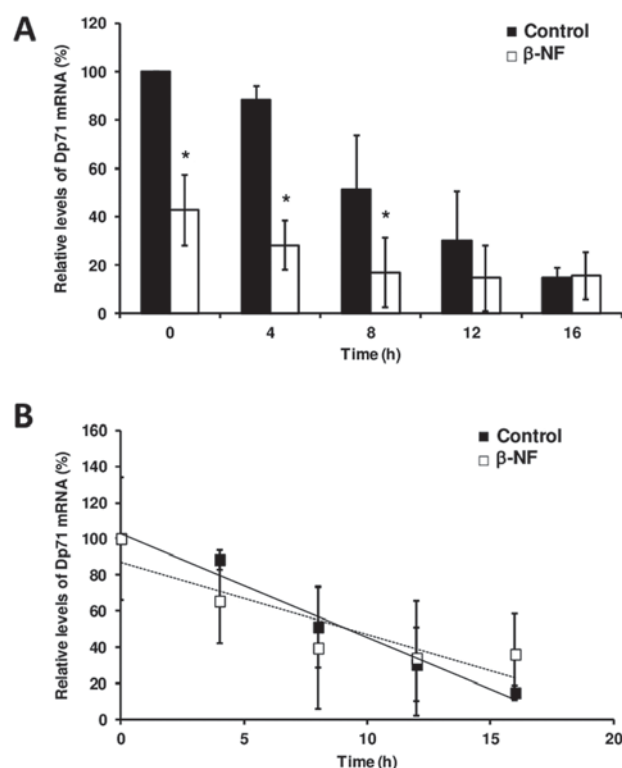 A
120
100
80
60
40
20
0
Relative levels of Dp71 mRNA (%)
Control
β-NF
*
*
*
0 4 8 12 16
Time (h)
B
160
140
120
100
80
60
40
20
0
Relative levels of Dp71 mRNA (%)
Control
β-NF
0 5 10 15 20
Time (h)